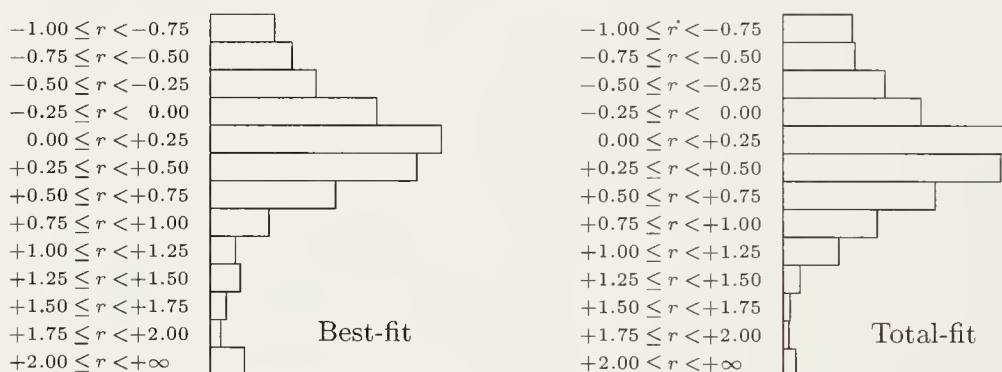 −1.00 ≤ r < −0.75
−0.75 ≤ r < −0.50
−0.50 ≤ r < −0.25
−0.25 ≤ r < 0.00
0.00 ≤ r < +0.25
+0.25 ≤ r < +0.50
+0.50 ≤ r < +0.75
+0.75 ≤ r < +1.00
+1.00 ≤ r < +1.25
+1.25 ≤ r < +1.50
+1.50 ≤ r < +1.75
+1.75 ≤ r < +2.00
+2.00 ≤ r < +∞
Best-fit
−1.00 ≤ r < −0.75
−0.75 ≤ r < −0.50
−0.50 ≤ r < −0.25
−0.25 ≤ r < 0.00
0.00 ≤ r < +0.25
+0.25 ≤ r < +0.50
+0.50 ≤ r < +0.75
+0.75 ≤ r < +1.00
+1.00 ≤ r < +1.25
+1.25 ≤ r < +1.50
+1.50 ≤ r < +1.75
+1.75 ≤ r < +2.00
+2.00 ≤ r < +∞
Total-fit